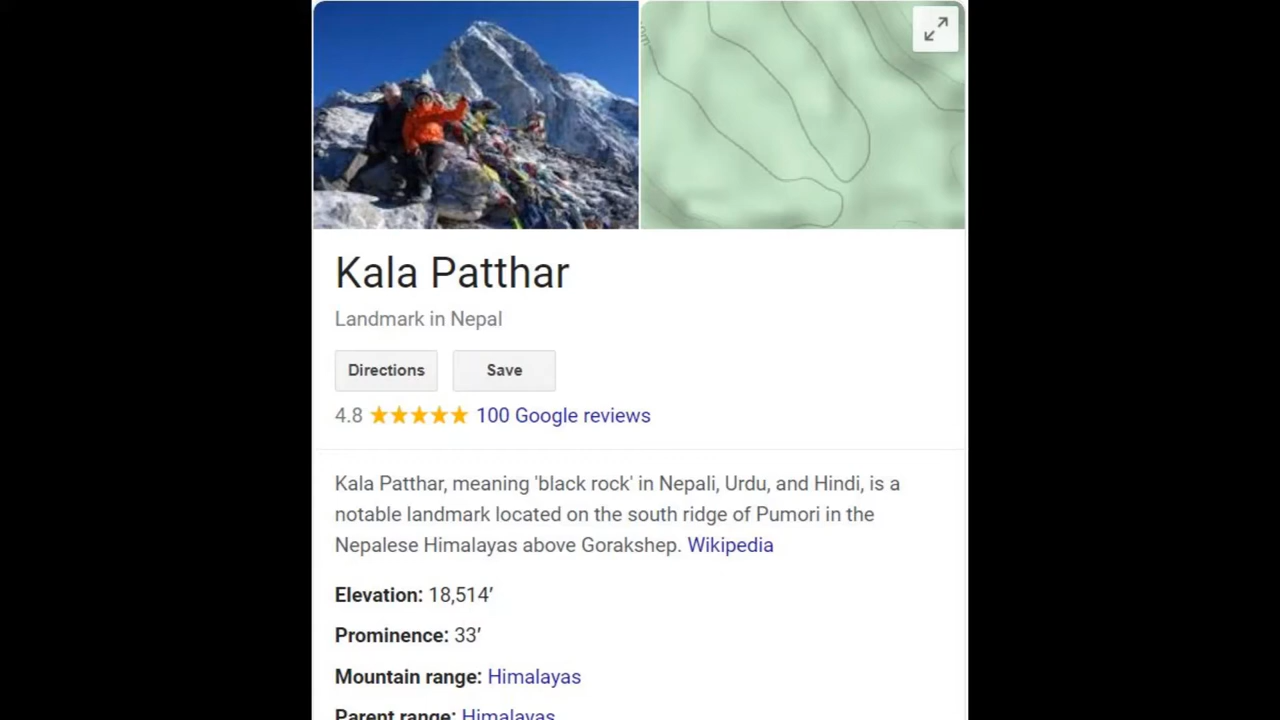 Kala Patthar
Landmark in Nepal
Directions
Save
4.8 ★★★★★ 100 Google reviews
Kala Patthar, meaning 'black rock' in Nepali, Urdu, and Hindi, is a
notable landmark located on the south ridge of Pumori in the
Nepalese Himalayas above Gorakshep. Wikipedia
Elevation: 18,514′
Prominence: 33′
Mountain range: Himalayas
Parent range: Himalayas